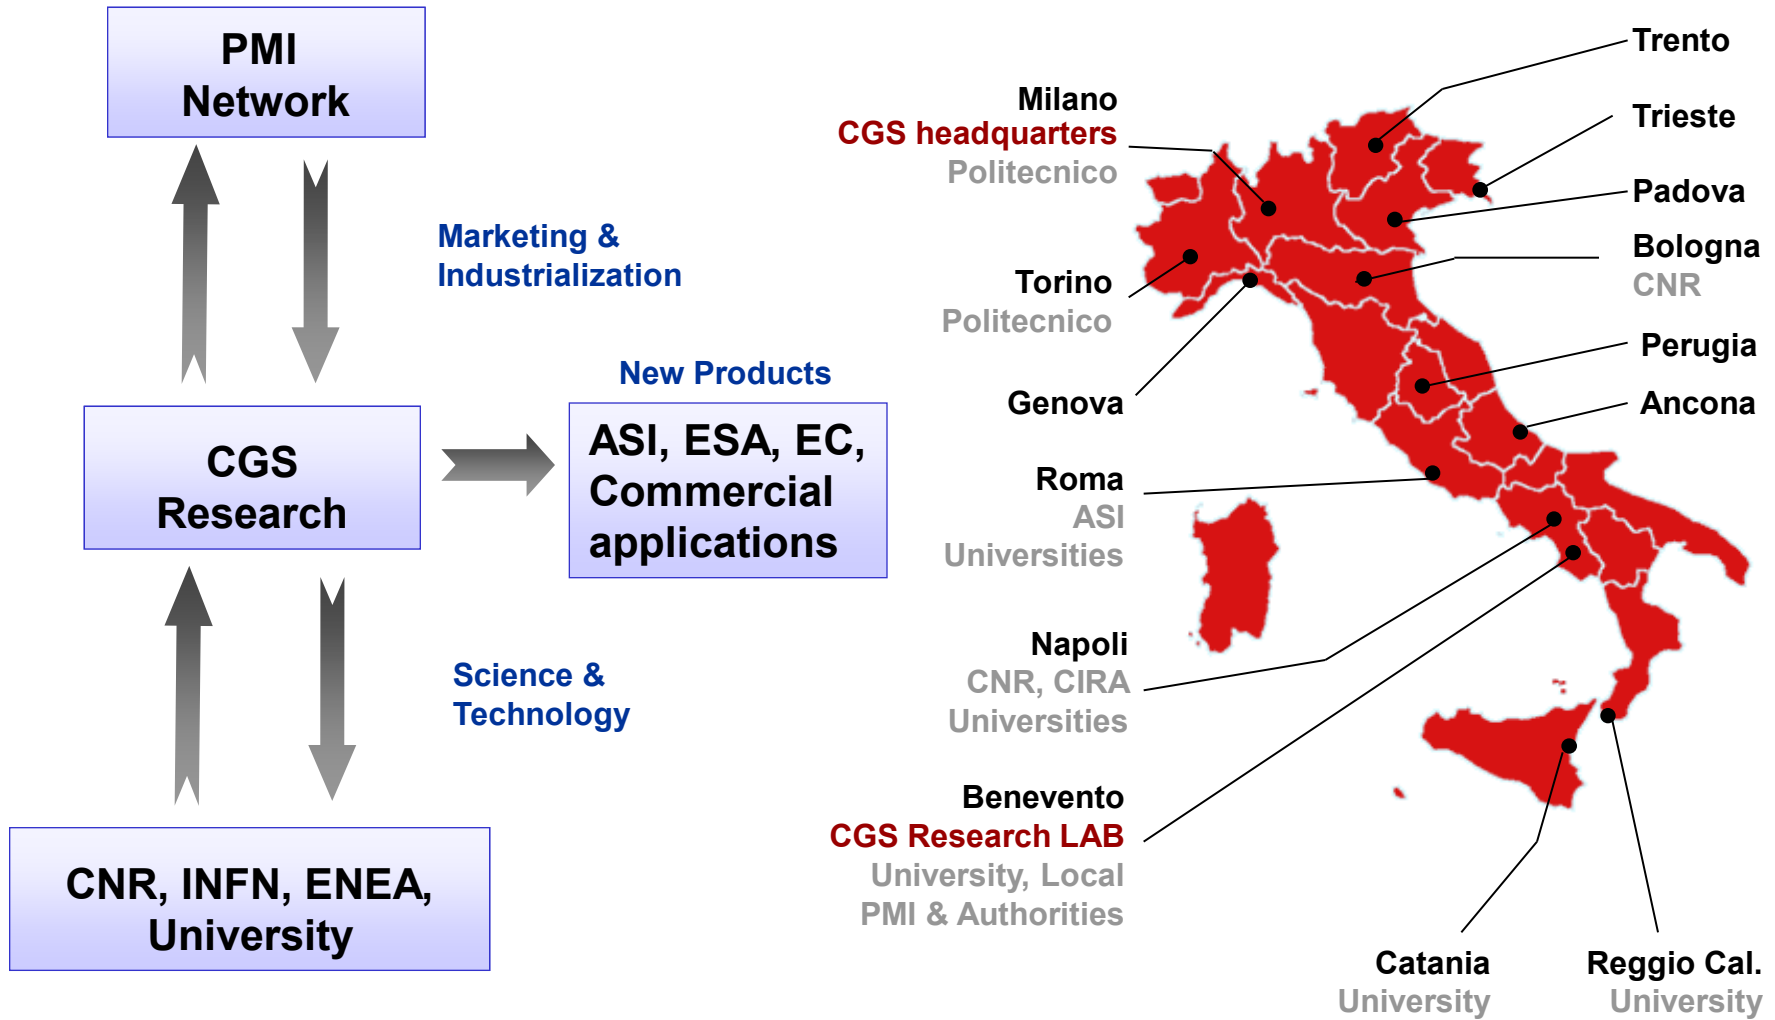 PMI
Network
Marketing &
Industrialization
New Products
CGS
Research
ASI, ESA, EC,
Commercial
applications
Science &
Technology
CNR, INFN, ENEA,
University
Milano
CGS headquarters
Politecnico
Torino
Politecnico
Genova
Roma
ASI
Universities
Napoli
CNR, CIRA
Universities
Benevento
CGS Research LAB
University, Local
PMI & Authorities
Trento
Trieste
Padova
Bologna
CNR
Perugia
Ancona
Catania
University
Reggio Cal.
University